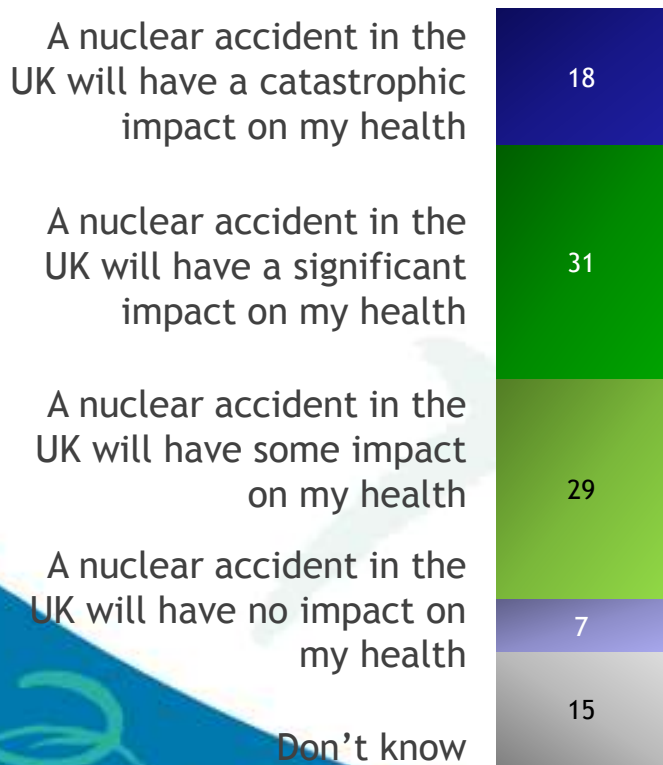 A nuclear accident in the
UK will have a catastrophic
impact on my health
18
A nuclear accident in the
UK will have a significant
impact on my health
31
A nuclear accident in the
UK will have some impact
on my health
29
A nuclear accident in the
UK will have no impact on
my health
7
Don’t know
15